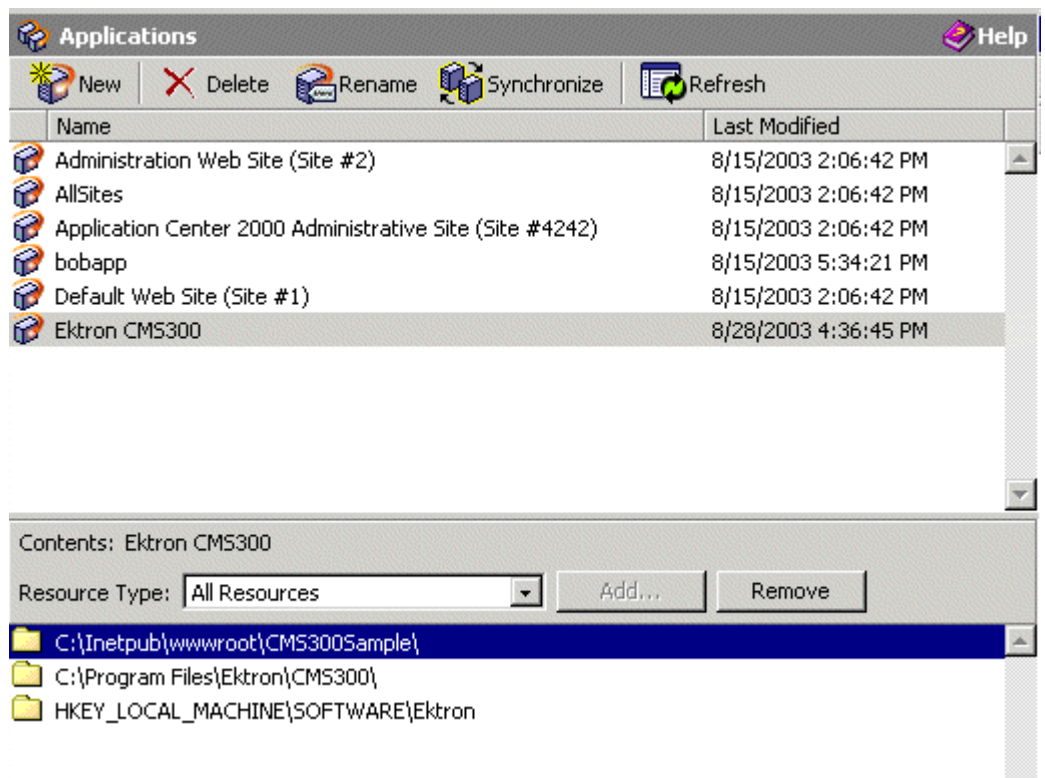 Applications Help
New Delete Rename Synchronize Refresh
Name Last Modified
Administration Web Site (Site #2) 8/15/2003 2:06:42 PM
AllSites 8/15/2003 2:06:42 PM
Application Center 2000 Administrative Site (Site #4242) 8/15/2003 2:06:42 PM
bobapp 8/15/2003 5:34:21 PM
Default Web Site (Site #1) 8/15/2003 2:06:42 PM
Ektron CMS300 8/28/2003 4:36:45 PM
Contents: Ektron CMS300
Resource Type: All Resources Add... Remove
C:\Inetpub\wwwroot\CMS300Sample\
C:\Program Files\Ektron\CMS300\
HKEY_LOCAL_MACHINE\SOFTWARE\Ektron